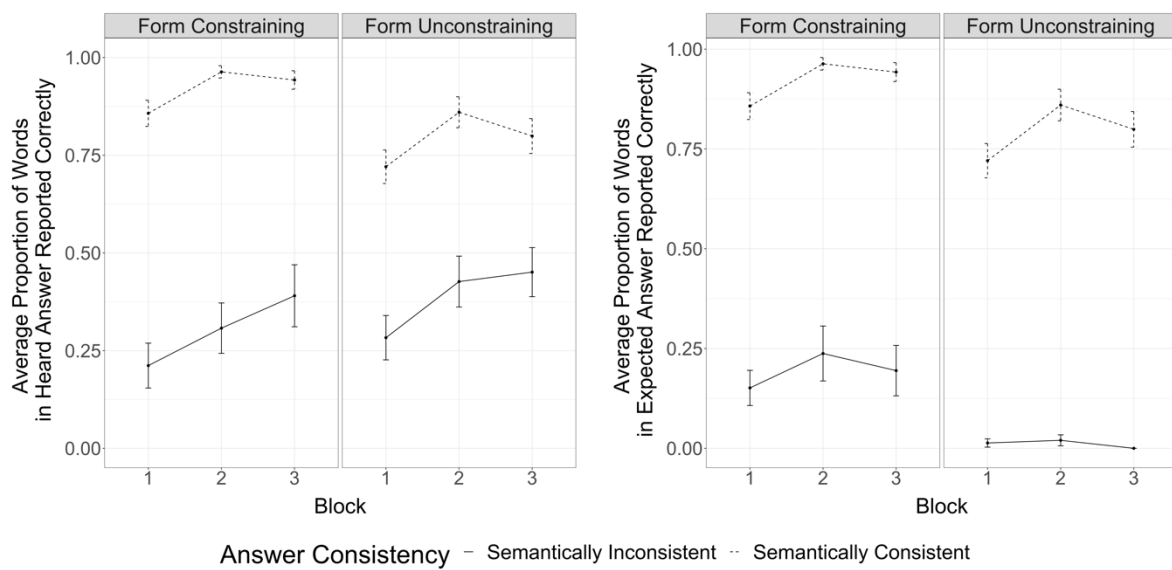 Form Constraining
Form Unconstraining
Average Proportion of Words
in Heard Answer Reported Correctly
1.00
0.75
0.50
0.25
0.00
1 2 3
1 2 3
Block
Form Constraining
Form Unconstraining
Average Proportion of Words
in Expected Answer Reported Correctly
1.00
0.75
0.50
0.25
0.00
1 2 3
1 2 3
Block
Answer Consistency Semantically Inconsistent Semantically Consistent